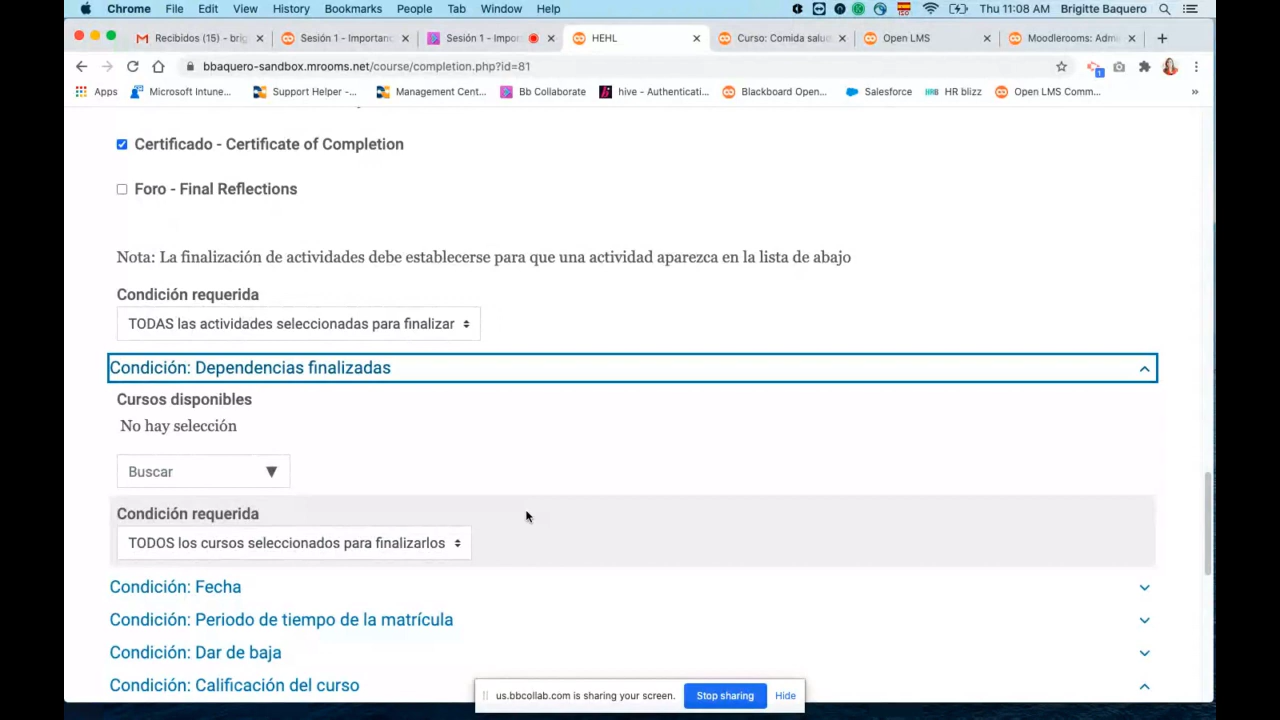 Chrome File Edit View History Bookmarks People Tab Window Help Thu 11:08 AM Brigitte Baquero
Recibidos (15) - brig Sesión 1 - Importanc Sesión 1 - Impor HEHL Curso: Comida salud Open LMS Moodlerooms: Adm
bbaquero-sandbox.mrooms.net/course/completion.php?id=81
Apps Microsoft Intune... Support Helper -... Management Cent... Bb Collaborate hive - Authenticati... Blackboard Open... Salesforce HR blizz Open LMS Comm...
Certificado - Certificate of Completion
Foro - Final Reflections
Nota: La finalización de actividades debe establecerse para que una actividad aparezca en la lista de abajo
Condición requerida
TODAS las actividades seleccionadas para finalizar
Condición: Dependencias finalizadas
Cursos disponibles
No hay selección
Buscar
Condición requerida
TODOS los cursos seleccionados para finalizarlos
Condición: Fecha
Condición: Periodo de tiempo de la matrícula
Condición: Dar de baja
Condición: Calificación del curso
us.bbcollab.com is sharing your screen. Stop sharing Hide